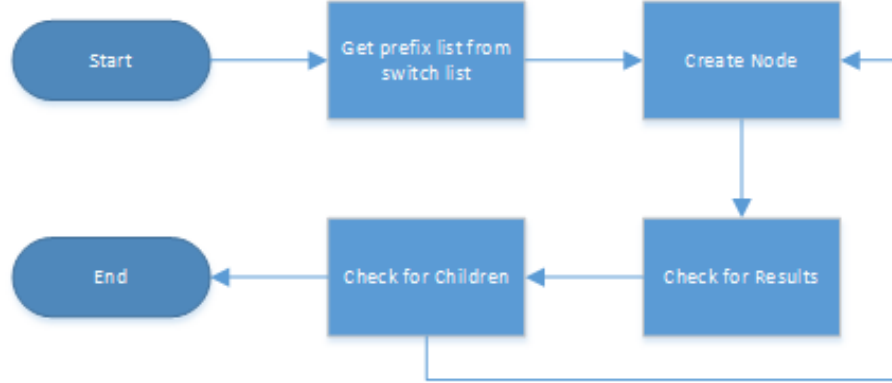 Start
Get prefix list from
switch list
Create Node
End
Check for Children
Check for Results